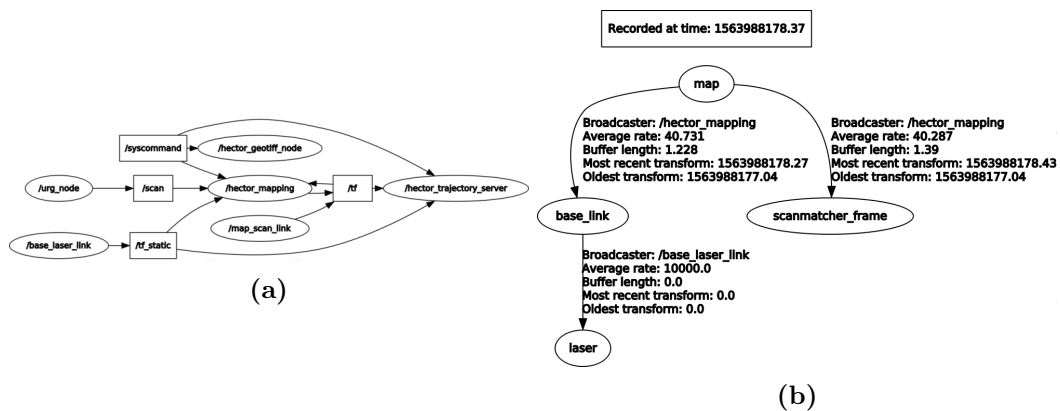 /syscommand
/hector_geotiff_node
/urg_node
/scan
/hector_mapping
/tf
/hector_trajectory_server
/map_scan_link
/base_laser_link
/tf_static
(a)
Recorded at time: 1563988178.37
map
Broadcaster: /hector_mapping
Average rate: 40.731
Buffer length: 1.228
Most recent transform: 1563988178.27
Oldest transform: 1563988177.04
Broadcaster: /hector_mapping
Average rate: 40.287
Buffer length: 1.39
Most recent transform: 1563988178.43
Oldest transform: 1563988177.04
base_link
scanmatcher_frame
Broadcaster: /base_laser_link
Average rate: 10000.0
Buffer length: 0.0
Most recent transform: 0.0
Oldest transform: 0.0
laser
(b)